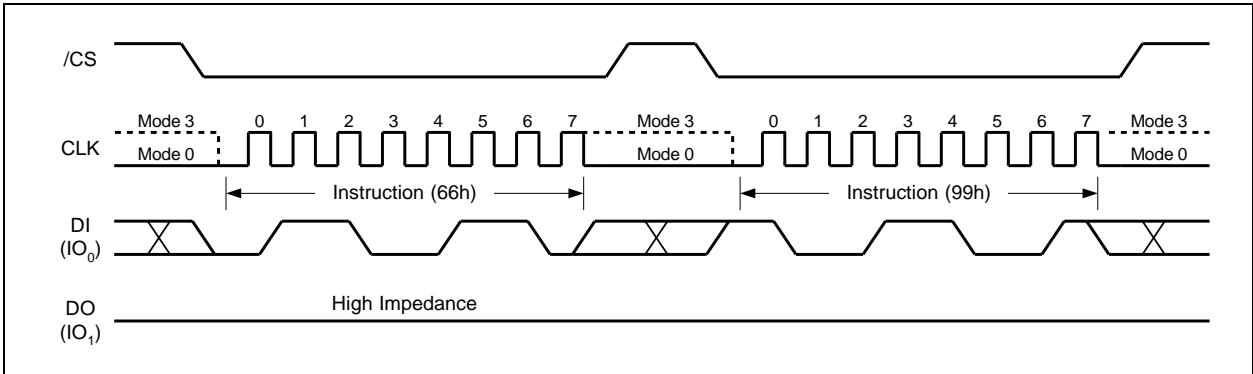 /CS
Mode 3 0 1 2 3 4 5 6 7 Mode 3 0 1 2 3 4 5 6 7 Mode 3
CLK
Mode 0 Mode 0 Mode 0
Instruction (66h) Instruction (99h)
DI
(IO0)
High Impedance
DO
(IO1)